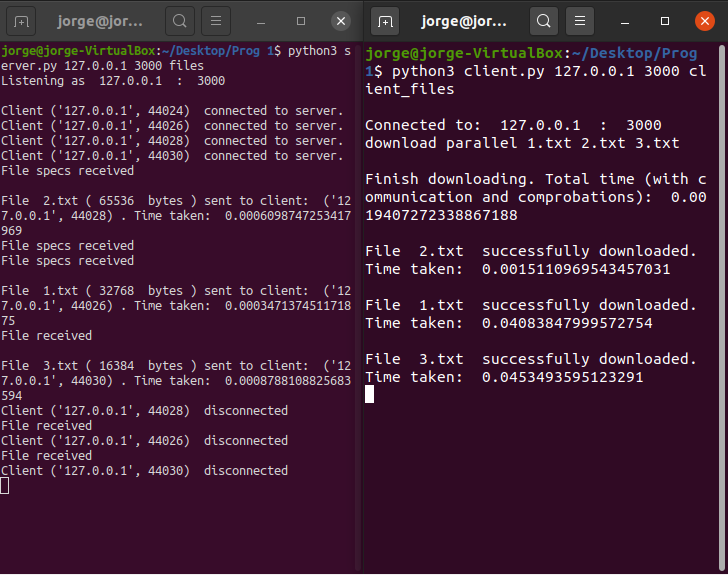 jorge@jorg...
jorge@jorge-VirtualBox:~/Desktop/Prog 1$ python3 s
erver.py 127.0.0.1 3000 files
Listening as  127.0.0.1  :  3000
Client ('127.0.0.1', 44024)  connected to server.
Client ('127.0.0.1', 44026)  connected to server.
Client ('127.0.0.1', 44028)  connected to server.
Client ('127.0.0.1', 44030)  connected to server.
File specs received
File  2.txt ( 65536  bytes ) sent to client:  ('12
7.0.0.1', 44028) . Time taken:  0.0006098747253417
969
File specs received
File specs received
File  1.txt ( 32768  bytes ) sent to client:  ('12
7.0.0.1', 44026) . Time taken:  0.0003471374511718
75
File received
File  3.txt ( 16384  bytes ) sent to client:  ('12
7.0.0.1', 44030) . Time taken:  0.0008788108825683
594
Client ('127.0.0.1', 44028)  disconnected
File received
Client ('127.0.0.1', 44026)  disconnected
File received
Client ('127.0.0.1', 44030)  disconnected
jorge@jo...
jorge@jorge-VirtualBox:~/Desktop/Prog
1$ python3 client.py 127.0.0.1 3000 cl
ient_files
Connected to:  127.0.0.1  :  3000
download parallel 1.txt 2.txt 3.txt
Finish downloading. Total time (with c
ommunication and comprobations):  0.00
19407272338867188
File  2.txt  successfully downloaded.
Time taken:  0.0015110969543457031
File  1.txt  successfully downloaded.
Time taken:  0.04083847999572754
File  3.txt  successfully downloaded.
Time taken:  0.0453493595123291